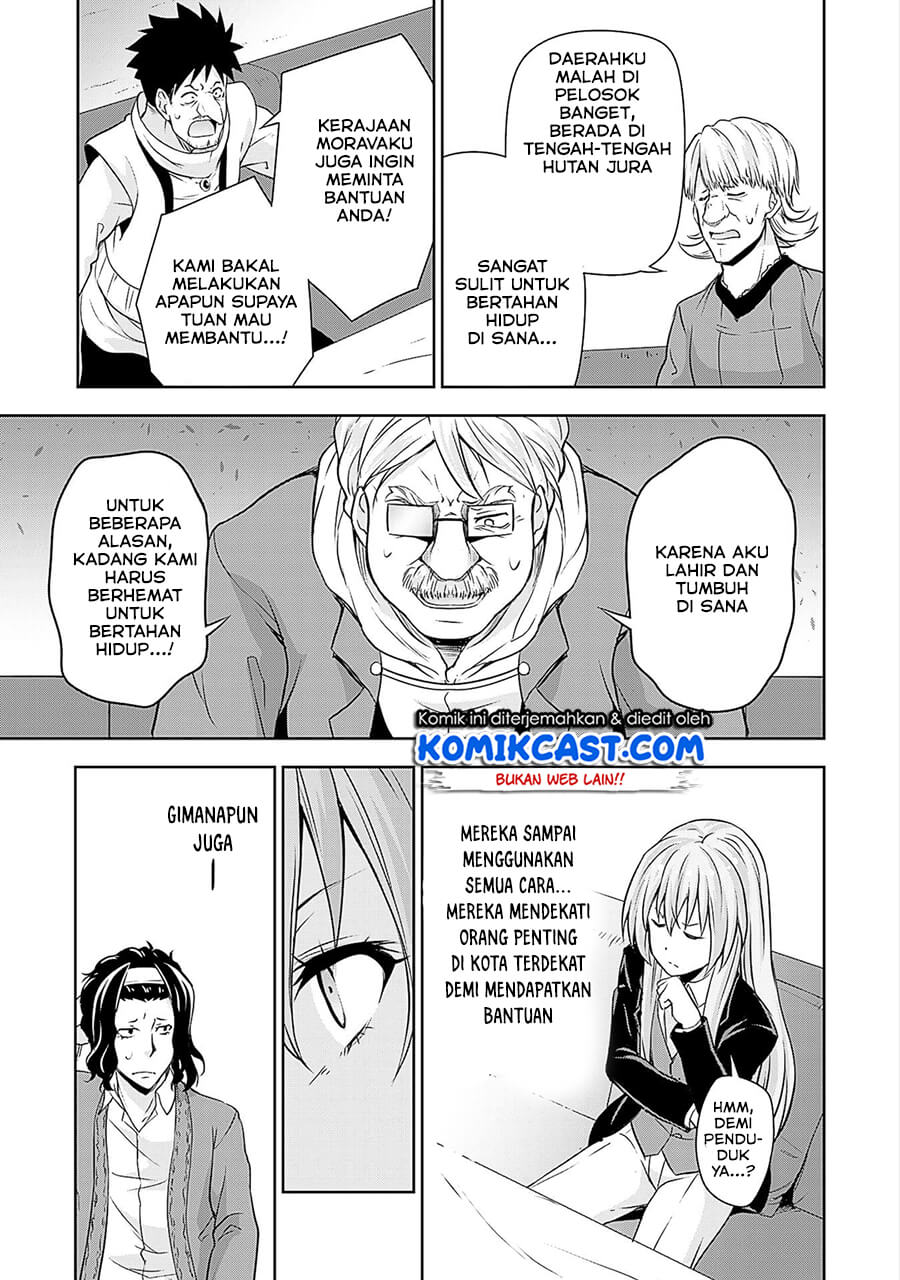 DAERAHKU
MALAH DI
PELOSOK
BANGET,
BERADA DI
TENGAH-TENGAH
HUTAN JURA
SANGAT
SULIT UNTUK
BERTAHAN
HIDUP
DI SANA...
KERAJAAN
MORAVAKU
JUGA INGIN
MEMINTA
BANTUAN
ANDA!
KAMI BAKAL
MELAKUKAN
APAPUN SUPAYA
TUAN MAU
MEMBANTU...!
KARENA AKU
LAHIR DAN
TUMBUH
DI SANA
UNTUK
BEBERAPA
ALASAN,
KADANG KAMI
HARUS
BERHEMAT
UNTUK
BERTAHAN
HIDUP...!
Komik ini diterjemahkan & diedit oleh
KOMIKCAST.COM
BUKAN WEB LAIN!!
MEREKA SAMPAI
MENGGUNAKAN
SEMUA CARA...
MEREKA MENDEKATI
ORANG PENTING
DI KOTA TERDEKAT
DEMI MENDAPATKAN
BANTUAN
HMM,
DEMI
PENDU-
DUK
YA...?
GIMANAPUN
JUGA